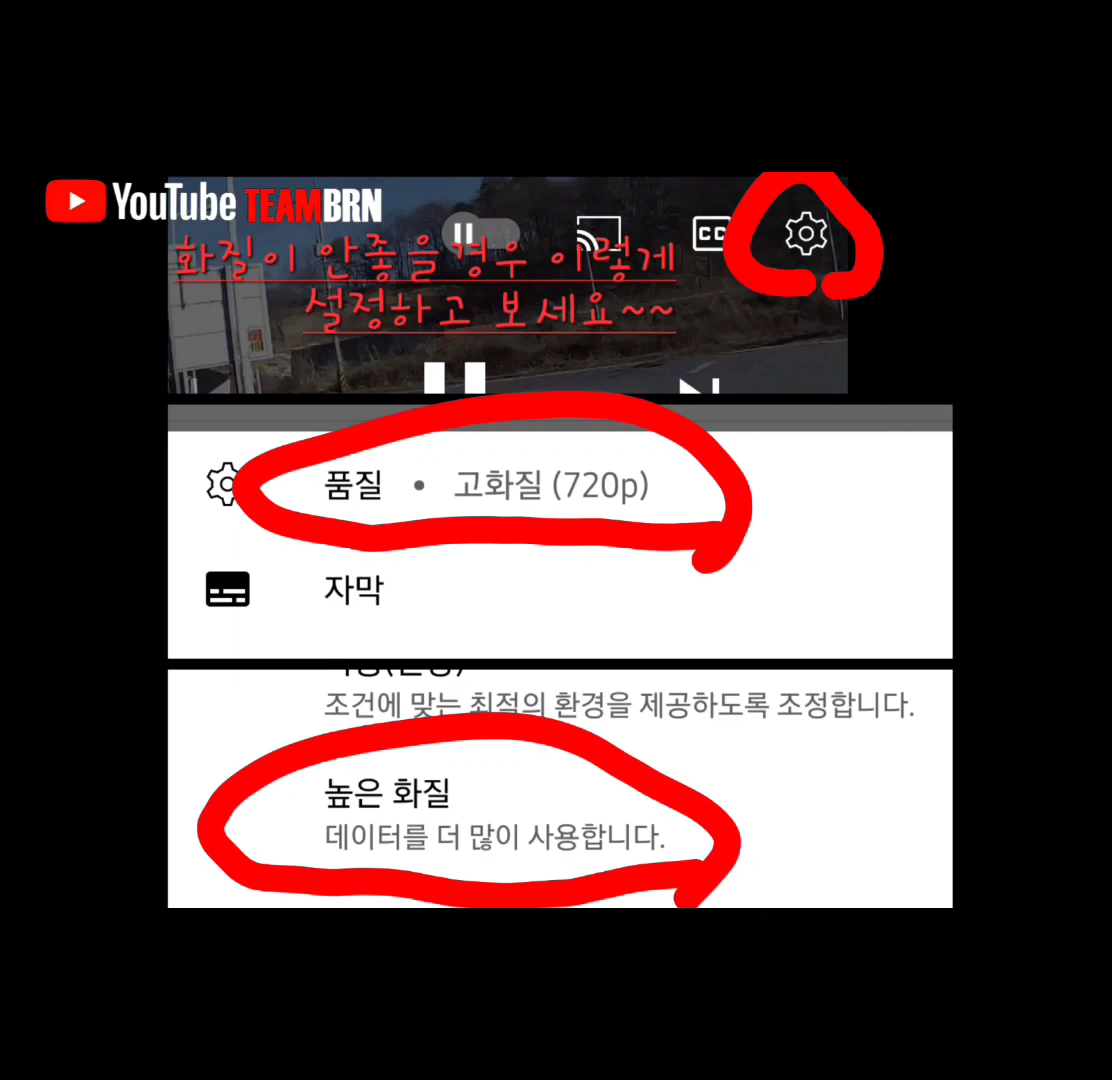 YouTube TEAMBRN
화질이 안좋을경우 이렇게
설정하고 보세요~~
품질 • 고화질 (720p)
자막
조건에 맞는 최적의 환경을 제공하도록 조정합니다.
높은 화질
데이터를 더 많이 사용합니다.